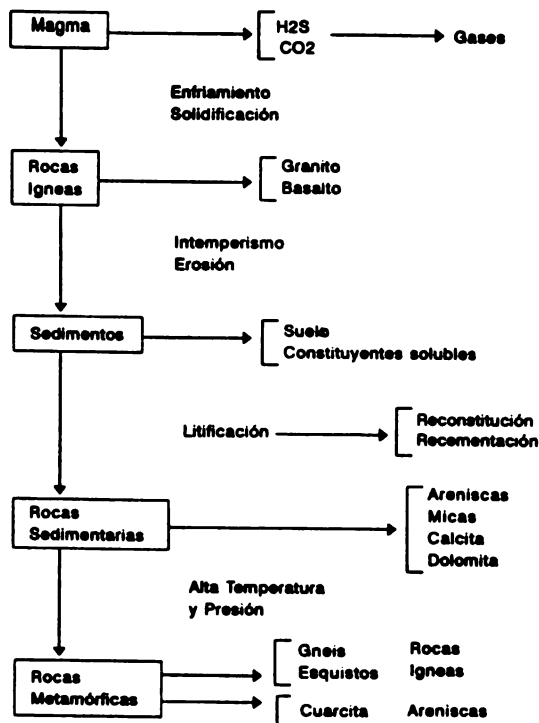 Magma
H2S
CO2
Gases
Enfriamiento
Solidificación
Rocas
Igneas
Granito
Basalto
Intemperismo
Erosión
Sedimentos
Suelo
Constituyentes solubles
Litificación
Reconstitución
Recementación
Rocas
Sedimentarias
Areniscas
Micas
Calcita
Dolomita
Alta Temperatura
y Presión
Rocas
Metamórficas
Gneis Rocas
Esquistos Igneas
Cuarcita Areniscas